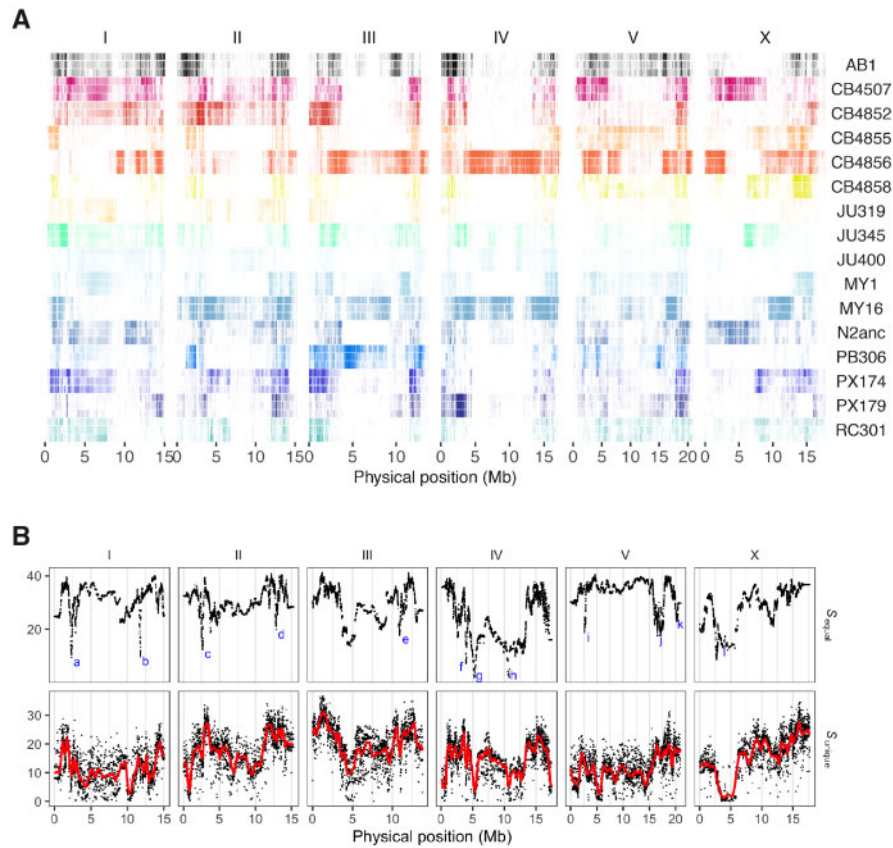 A
I II III IV V X
AB1
CB4507
CB4852
CB4855
CB4856
CB4858
JU319
JU345
JU400
MY1
MY16
N2anc
PB306
PX174
PX179
RC301
0 5 10 15 0 5 10 15 0 5 10 0 5 10 15 0 5 10 15 20 0 5 10 15
Physical position (Mb)
B
I II III IV V X
40
20
a b c d e f g h i j k l
S equal
30
20
10
0
S unique
0 5 10 15 0 5 10 15 0 5 10 0 5 10 15 0 5 10 15 20 0 5 10 15
Physical position (Mb)